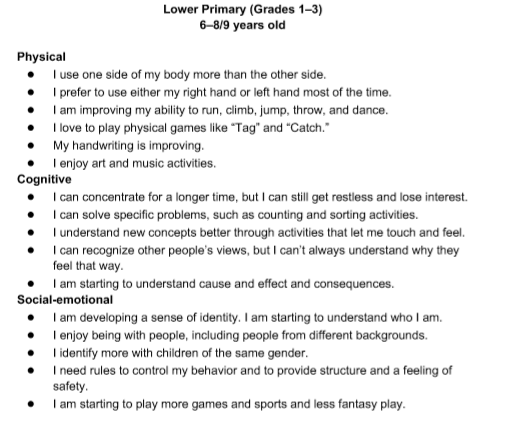 Lower Primary (Grades 1–3)
6–8/9 years old
Physical
● I use one side of my body more than the other side.
● I prefer to use either my right hand or left hand most of the time.
● I am improving my ability to run, climb, jump, throw, and dance.
● I love to play physical games like “Tag” and “Catch.”
● My handwriting is improving.
● I enjoy art and music activities.
Cognitive
● I can concentrate for a longer time, but I can still get restless and lose interest.
● I can solve specific problems, such as counting and sorting activities.
● I understand new concepts better through activities that let me touch and feel.
● I can recognize other people’s views, but I can’t always understand why they
feel that way.
● I am starting to understand cause and effect and consequences.
Social-emotional
● I am developing a sense of identity. I am starting to understand who I am.
● I enjoy being with people, including people from different backgrounds.
● I identify more with children of the same gender.
● I need rules to control my behavior and to provide structure and a feeling of
safety.
● I am starting to play more games and sports and less fantasy play.